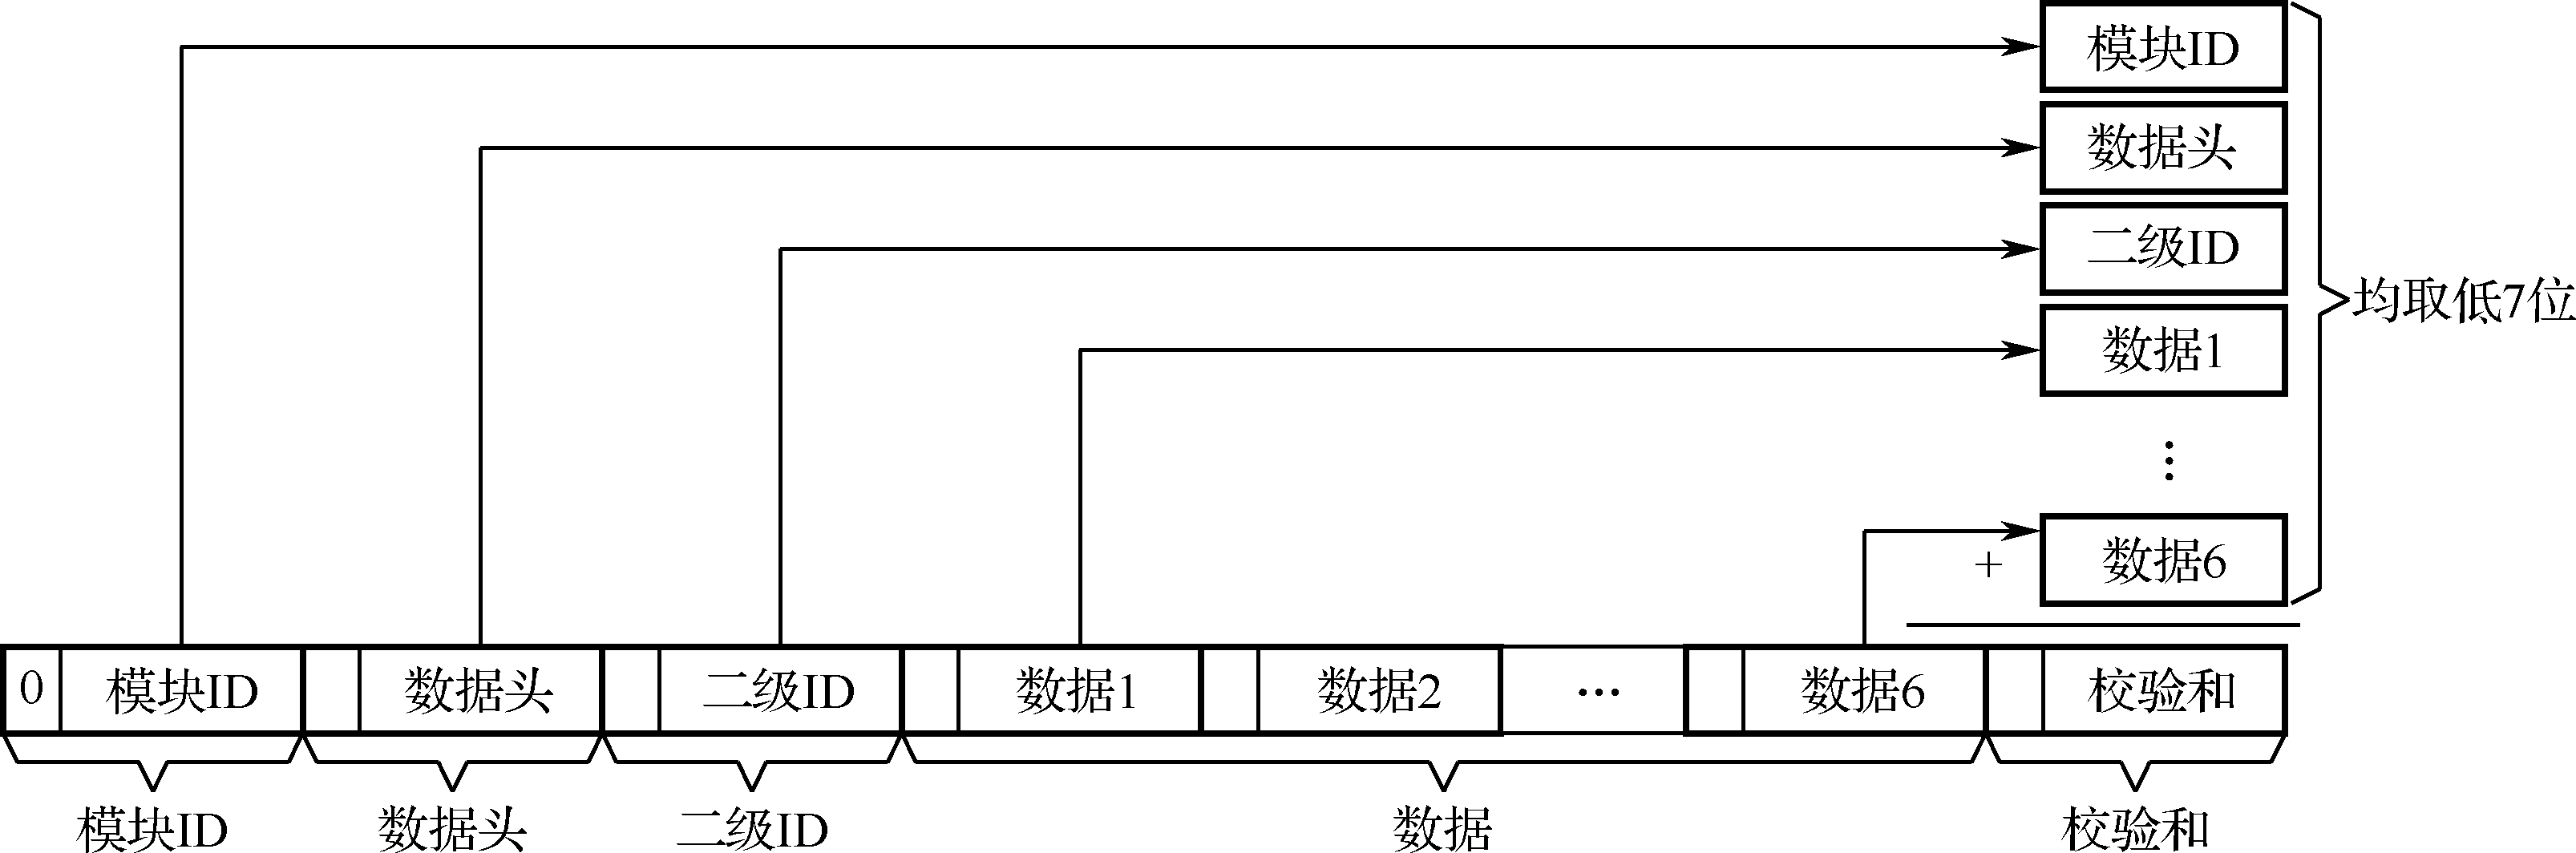 模块ID
数据头
二级ID
均取低7位
数据1
⋮
+ 数据6
0 模块ID 数据头 二级ID 数据1 数据2 … 数据6 校验和
模块ID 数据头 二级ID 数据 校验和